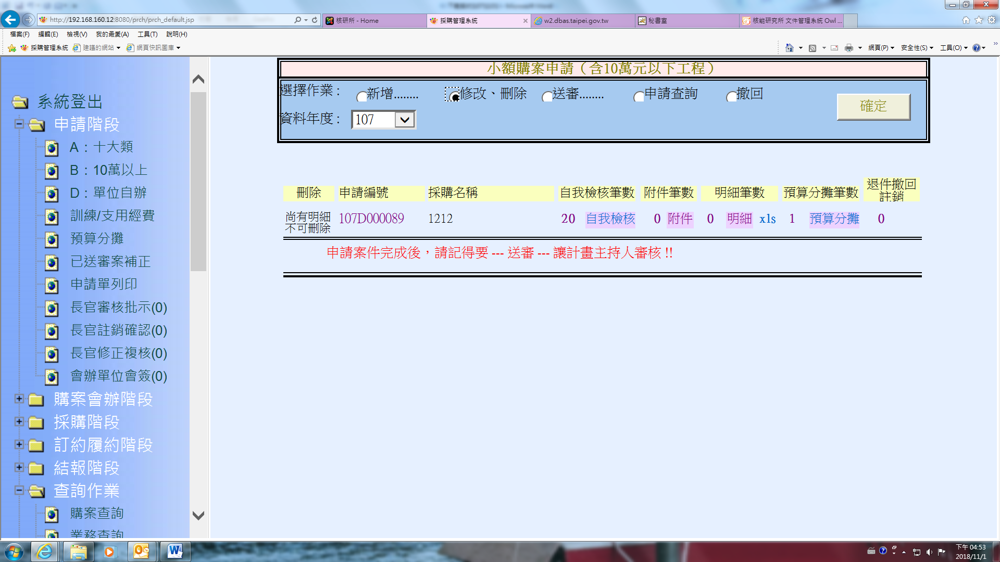 http://192.168.160.12:8080/prch/prch_default.jsp
核研所 - Home
採購管理系統
w2.dbas.taipei.gov.tw
秘書室
核能研究所 文件管理系統 Owl ...
檔案(F) 編輯(E) 檢視(V) 我的最愛(A) 工具(T) 說明(H)
採購管理系統 建議的網站 網頁快訊圖庫
網頁(P) 安全性(S) 工具(O)
系統登出
申請階段
A：十大類
B：10萬以上
D：單位自辦
訓練/支用經費
預算分攤
已送審案補正
申請單列印
長官審核批示(0)
長官註銷確認(0)
長官修正複核(0)
會辦單位會簽(0)
購案會辦階段
採購階段
訂約履約階段
結報階段
查詢作業
購案查詢
業務查詢
小額購案申請（含10萬元以下工程）
選擇作業： 新增........ 修改、刪除 送審........ 申請查詢 撤回
資料年度： 107
確定
刪除 申請編號 採購名稱 自我檢核筆數 附件筆數 明細筆數 預算分攤筆數 退件撤回
註銷
尚有明細
不可刪除
107D000089 1212 20 自我檢核 0 附件 0 明細 xls 1 預算分攤 0
申請案件完成後，請記得要 --- 送審 --- 讓計畫主持人審核 !!
下午 04:53
2018/11/1